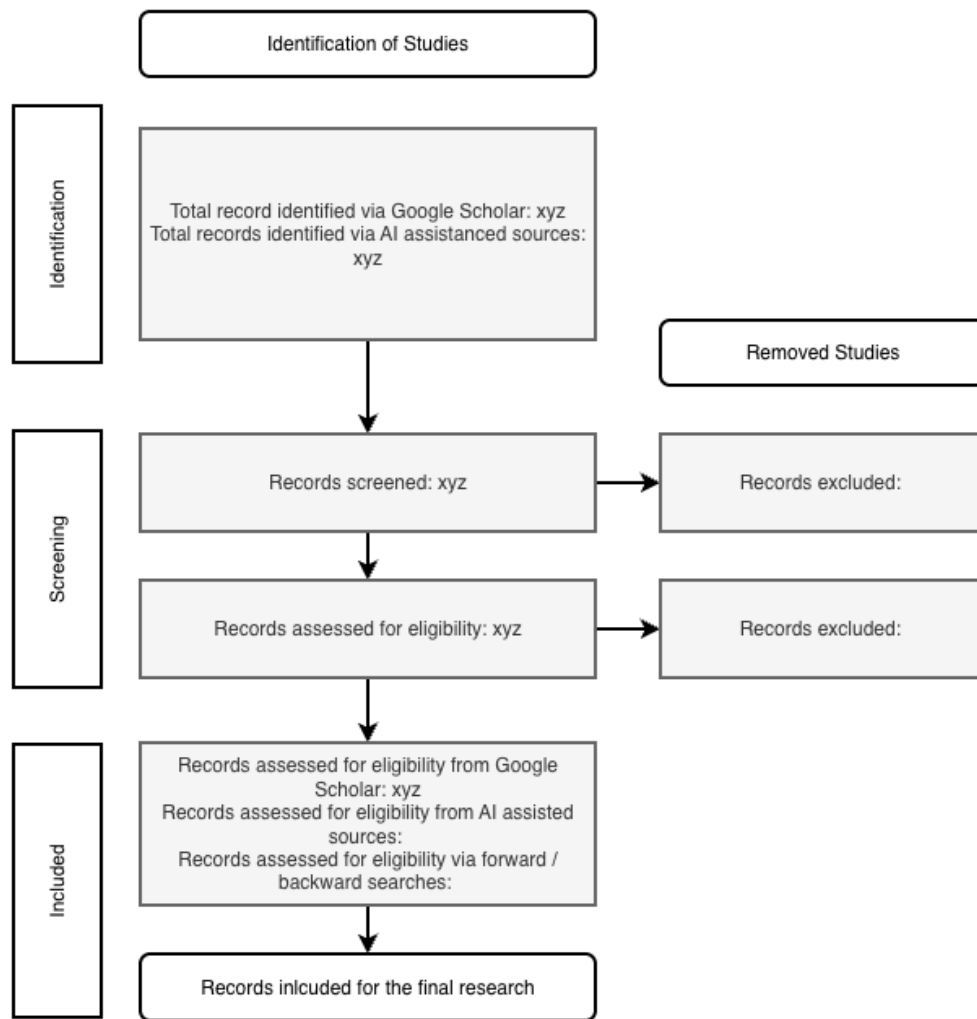 Identification of Studies
Identification
Total record identified via Google Scholar: xyz
Total records identified via AI assistanced sources:
xyz
Removed Studies
Screening
Records screened: xyz
Records excluded:
Records assessed for eligibility: xyz
Records excluded:
Included
Records assessed for eligibility from Google
Scholar: xyz
Records assessed for eligibility from AI assisted
sources:
Records assessed for eligibility via forward /
backward searches:
Records inlcuded for the final research